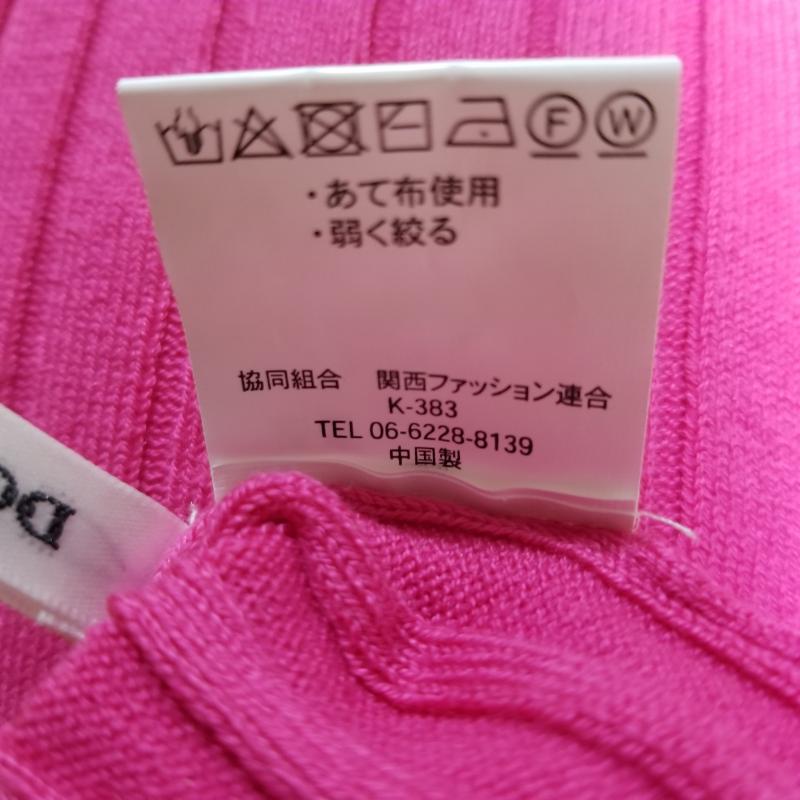 F W
・あて布使用
・弱く絞る
協同組合 関西ファッション連合
K-383
TEL 06-6228-8139
中国製